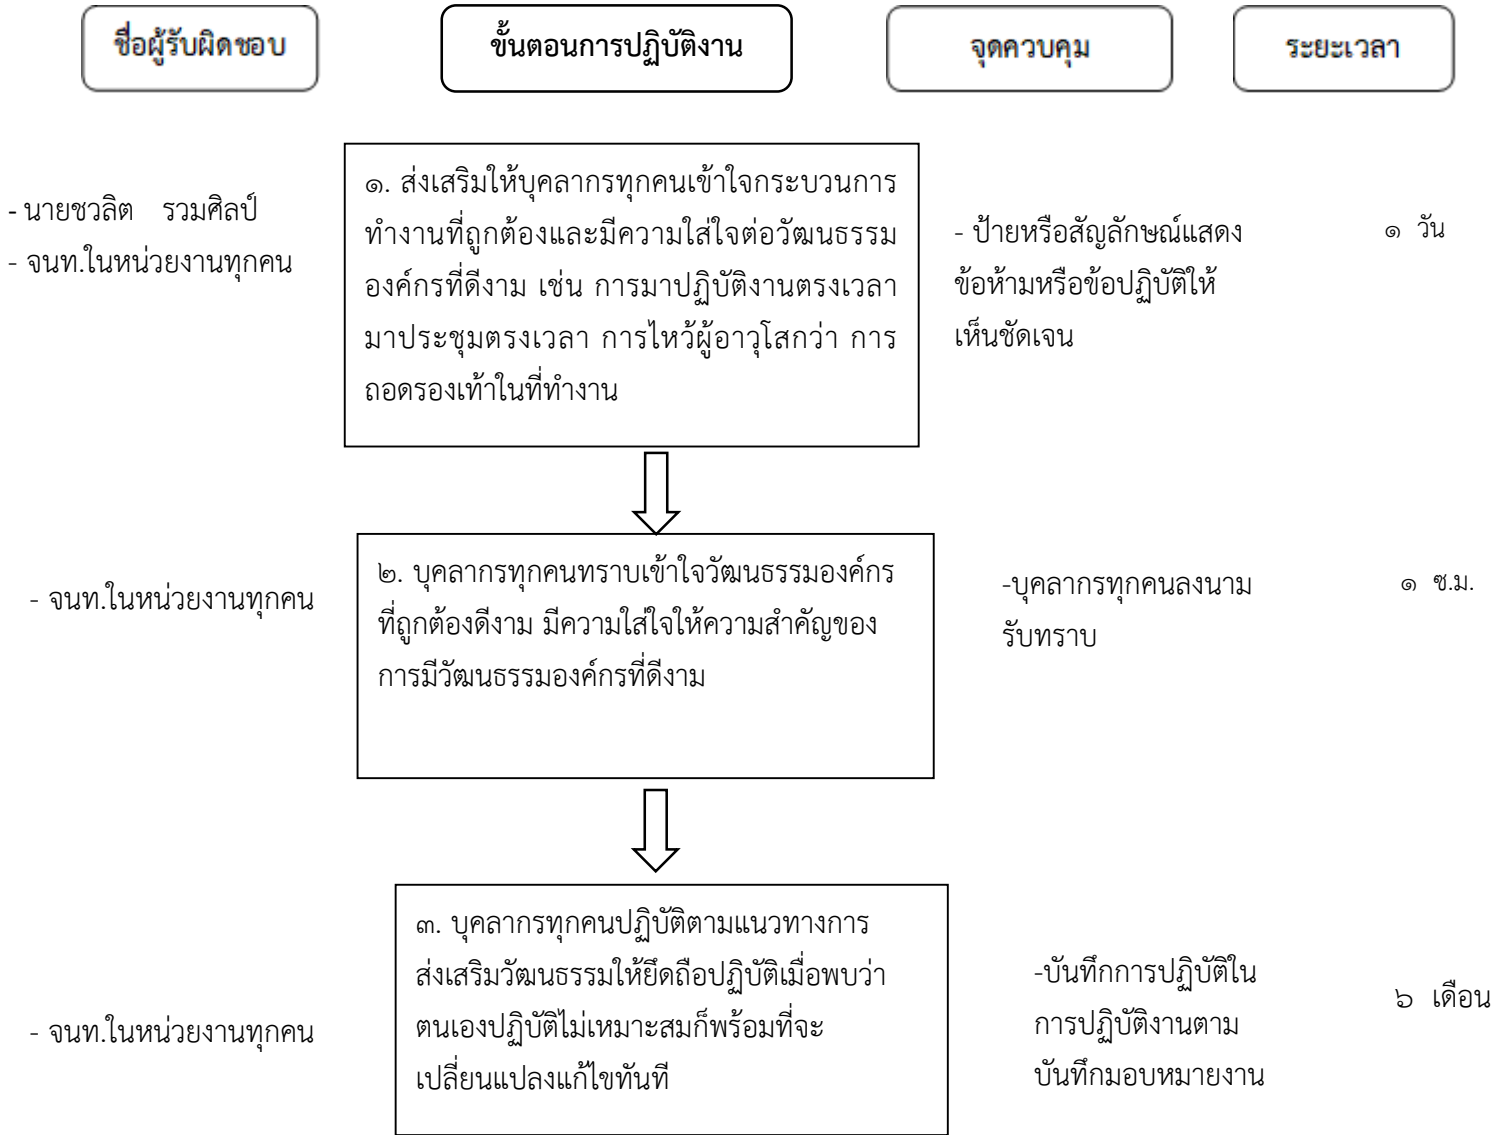 ชื่อผู้รับผิดชอบ
ขั้นตอนการปฏิบัติงาน
จุดควบคุม
ระยะเวลา
- นายชวลิต รวมศิลป์
- จนท.ในหน่วยงานทุกคน
๑. ส่งเสริมให้บุคลากรทุกคนเข้าใจกระบวนการ
ทำงานที่ถูกต้องและมีความใส่ใจต่อวัฒนธรรม
องค์กรที่ดีงาม เช่น การมาปฏิบัติงานตรงเวลา
มาประชุมตรงเวลา การไหว้ผู้อาวุโสกว่า การ
ถอดรองเท้าในที่ทำงาน
- ป้ายหรือสัญลักษณ์แสดง
ข้อห้ามหรือข้อปฏิบัติให้
เห็นชัดเจน
๑ วัน
- จนท.ในหน่วยงานทุกคน
๒. บุคลากรทุกคนทราบเข้าใจวัฒนธรรมองค์กร
ที่ถูกต้องดีงาม มีความใส่ใจให้ความสำคัญของ
การมีวัฒนธรรมองค์กรที่ดีงาม
-บุคลากรทุกคนลงนาม
รับทราบ
๑ ซ.ม.
- จนท.ในหน่วยงานทุกคน
๓. บุคลากรทุกคนปฏิบัติตามแนวทางการ
ส่งเสริมวัฒนธรรมให้ยึดถือปฏิบัติเมื่อพบว่า
ตนเองปฏิบัติไม่เหมาะสมก็พร้อมที่จะ
เปลี่ยนแปลงแก้ไขทันที
-บันทึกการปฏิบัติใน
การปฏิบัติงานตาม
บันทึกมอบหมายงาน
๖ เดือน